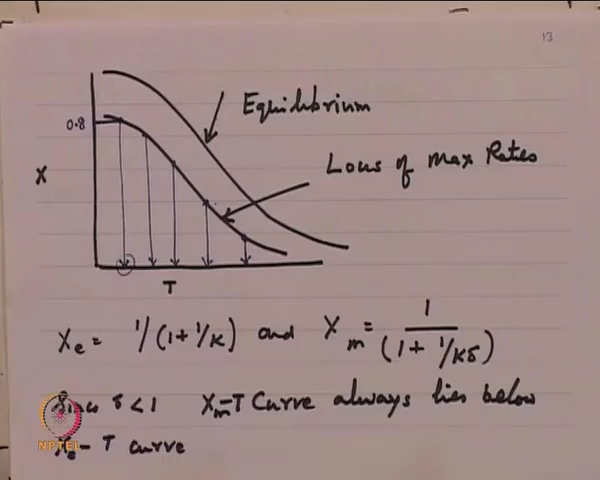 13
Equilibrium
0.8
Locus of Max Rates
X
T
Xe = 1/(1+1/K) and Xm = 1/(1+1/Kδ)
Since δ < 1 Xm-T Curve always lies below
Xe- T curve
NPTEL